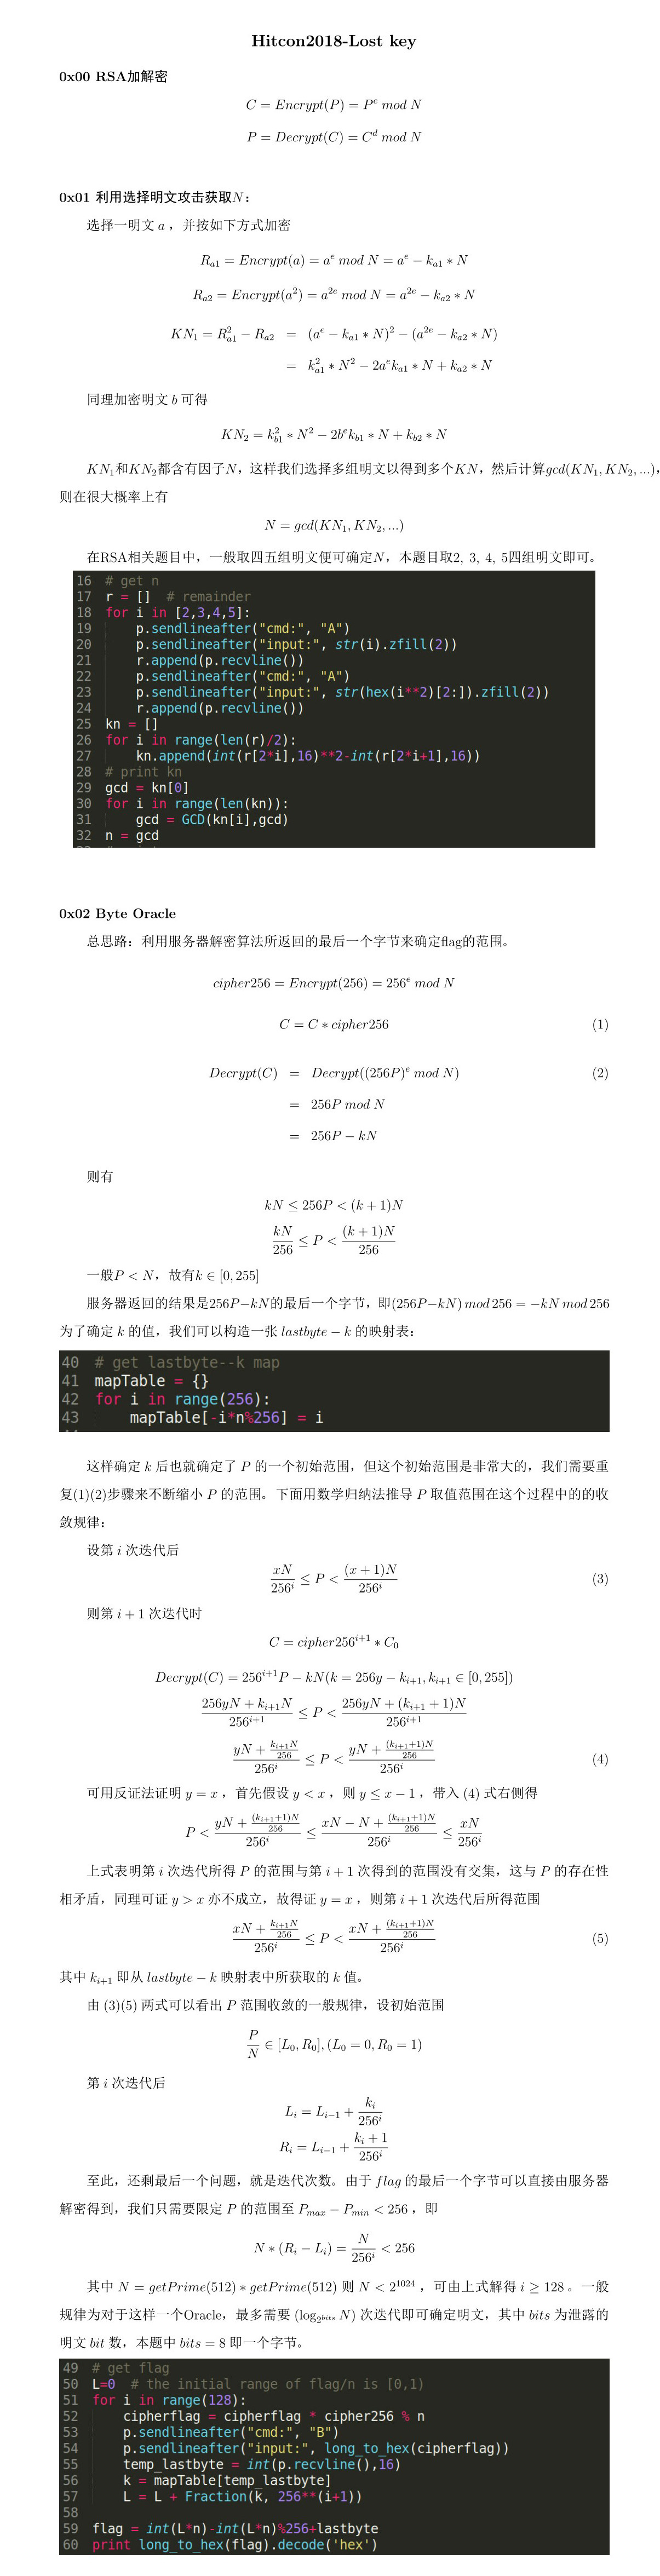 Hitcon2018-Lost key
0x00 RSA加解密
C = Encrypt(P) = P^e mod N
P = Decrypt(C) = C^d mod N
0x01 利用选择明文攻击获取N：
选择一明文 a ，并按如下方式加密
R_{a1} = Encrypt(a) = a^e mod N = a^e − k_{a1} ∗ N
R_{a2} = Encrypt(a^2) = a^{2e} mod N = a^{2e} − k_{a2} ∗ N
KN_1 = R_{a1}^2 − R_{a2} = (a^e − k_{a1} ∗ N)^2 − (a^{2e} − k_{a2} ∗ N)
= k_{a1}^2 ∗ N^2 − 2a^e k_{a1} ∗ N + k_{a2} ∗ N
同理加密明文 b 可得
KN_2 = k_{b1}^2 ∗ N^2 − 2b^e k_{b1} ∗ N + k_{b2} ∗ N
KN_1和KN_2都含有因子N，这样我们选择多组明文以得到多个KN，然后计算gcd(KN_1, KN_2, ...)，
则在很大概率上有
N = gcd(KN_1, KN_2, ...)
在RSA相关题目中，一般取四五组明文便可确定N，本题目取2, 3, 4, 5四组明文即可。
16 # get n
17 r = []  # remainder
18 for i in [2,3,4,5]:
19     p.sendlineafter("cmd:", "A")
20     p.sendlineafter("input:", str(i).zfill(2))
21     r.append(p.recvline())
22     p.sendlineafter("cmd:", "A")
23     p.sendlineafter("input:", str(hex(i**2)[2:]).zfill(2))
24     r.append(p.recvline())
25 kn = []
26 for i in range(len(r)/2):
27     kn.append(int(r[2*i],16)**2-int(r[2*i+1],16))
28 # print kn
29 gcd = kn[0]
30 for i in range(len(kn)):
31     gcd = GCD(kn[i],gcd)
32 n = gcd
0x02 Byte Oracle
总思路：利用服务器解密算法所返回的最后一个字节来确定flag的范围。
cipher256 = Encrypt(256) = 256^e mod N
C = C ∗ cipher256 (1)
Decrypt(C) = Decrypt((256P)^e mod N) (2)
= 256P mod N
= 256P − kN
则有
kN ≤ 256P < (k + 1)N
\frac{kN}{256} ≤ P < \frac{(k + 1)N}{256}
一般P < N，故有k ∈ [0, 255]
服务器返回的结果是256P−kN的最后一个字节，即(256P−kN) mod 256 = −kN mod 256
为了确定 k 的值，我们可以构造一张 lastbyte − k 的映射表：
40 # get lastbyte--k map
41 mapTable = {}
42 for i in range(256):
43     mapTable[-i*n%256] = i
这样确定 k 后也就确定了 P 的一个初始范围，但这个初始范围是非常大的，我们需要重
复(1)(2)步骤来不断缩小 P 的范围。下面用数学归纳法推导 P 取值范围在这个过程中的的收
敛规律：
设第 i 次迭代后
\frac{xN}{256^i} ≤ P < \frac{(x + 1)N}{256^i} (3)
则第 i + 1 次迭代时
C = cipher256^{i+1} ∗ C_0
Decrypt(C) = 256^{i+1}P − kN(k = 256y − k_{i+1}, k_{i+1} ∈ [0, 255])
\frac{256yN + k_{i+1}N}{256^{i+1}} ≤ P < \frac{256yN + (k_{i+1} + 1)N}{256^{i+1}}
\frac{yN + \frac{k_{i+1}N}{256}}{256^i} ≤ P < \frac{yN + \frac{(k_{i+1}+1)N}{256}}{256^i} (4)
可用反证法证明 y = x ，首先假设 y < x ，则 y ≤ x − 1 ，带入 (4) 式右侧得
P < \frac{yN + \frac{(k_{i+1}+1)N}{256}}{256^i} ≤ \frac{xN − N + \frac{(k_{i+1}+1)N}{256}}{256^i} ≤ \frac{xN}{256^i}
上式表明第 i 次迭代所得 P 的范围与第 i + 1 次得到的范围没有交集，这与 P 的存在性
相矛盾，同理可证 y > x 亦不成立，故得证 y = x ，则第 i + 1 次迭代后所得范围
\frac{xN + \frac{k_{i+1}N}{256}}{256^i} ≤ P < \frac{xN + \frac{(k_{i+1}+1)N}{256}}{256^i} (5)
其中 k_{i+1} 即从 lastbyte − k 映射表中所获取的 k 值。
由 (3)(5) 两式可以看出 P 范围收敛的一般规律，设初始范围
\frac{P}{N} ∈ [L_0, R_0], (L_0 = 0, R_0 = 1)
第 i 次迭代后
L_i = L_{i−1} + \frac{k_i}{256^i}
R_i = L_{i−1} + \frac{k_i + 1}{256^i}
至此，还剩最后一个问题，就是迭代次数。由于 flag 的最后一个字节可以直接由服务器
解密得到，我们只需要限定 P 的范围至 P_{max} − P_{min} < 256 ，即
N ∗ (R_i − L_i) = \frac{N}{256^i} < 256
其中 N = getPrime(512) ∗ getPrime(512) 则 N < 2^{1024} ，可由上式解得 i ≥ 128 。一般
规律为对于这样一个Oracle，最多需要 (log_{2^{bits}} N) 次迭代即可确定明文，其中 bits 为泄露的
明文 bit 数，本题中 bits = 8 即一个字节。
49 # get flag
50 L=0  # the initial range of flag/n is [0,1)
51 for i in range(128):
52     cipherflag = cipherflag * cipher256 % n
53     p.sendlineafter("cmd:", "B")
54     p.sendlineafter("input:", long_to_hex(cipherflag))
55     temp_lastbyte = int(p.recvline(),16)
56     k = mapTable[temp_lastbyte]
57     L = L + Fraction(k, 256**(i+1))
58
59 flag = int(L*n)-int(L*n)%256+lastbyte
60 print long_to_hex(flag).decode('hex')